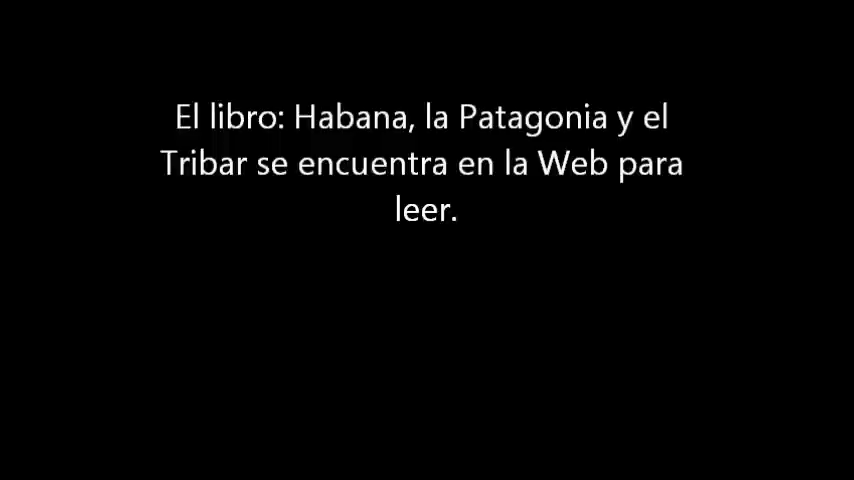 El libro: Habana, la Patagonia y el
Tribar se encuentra en la Web para
leer.